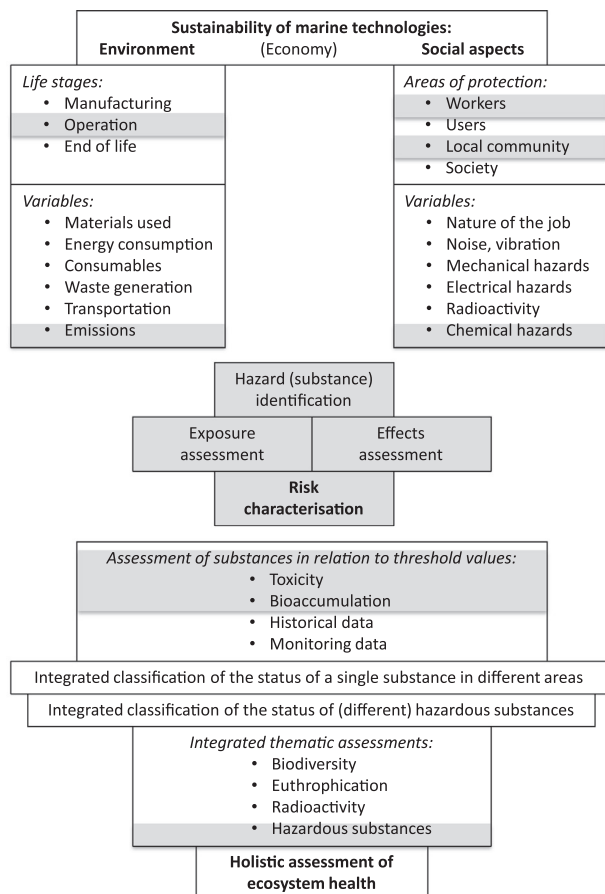 Sustainability of marine technologies:
Environment (Economy) Social aspects
Life stages:
• Manufacturing
• Operation
• End of life
Variables:
• Materials used
• Energy consumption
• Consumables
• Waste generation
• Transportation
• Emissions
Areas of protection:
• Workers
• Users
• Local community
• Society
Variables:
• Nature of the job
• Noise, vibration
• Mechanical hazards
• Electrical hazards
• Radioactivity
• Chemical hazards
Hazard (substance)
identification
Exposure
assessment
Effects
assessment
Risk
characterisation
Assessment of substances in relation to threshold values:
• Toxicity
• Bioaccumulation
• Historical data
• Monitoring data
Integrated classification of the status of a single substance in different areas
Integrated classification of the status of (different) hazardous substances
Integrated thematic assessments:
• Biodiversity
• Euthrophication
• Radioactivity
• Hazardous substances
Holistic assessment of
ecosystem health